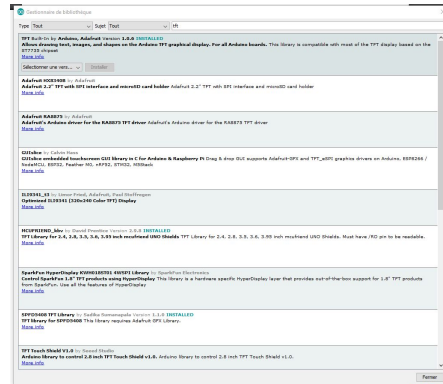 Gestionnaire de bibliothèque
Type Tout Sujet Tout tft
TFT Built-In by Arduino, Adafruit Version 1.0.6 INSTALLED
Allows drawing text, images, and shapes on the Arduino TFT graphical display. For all Arduino boards. This library is compatible with most of the TFT display based on the
ST7735 chipset
More info
Sélectionner une vers... Installer
Adafruit HX8340B by Adafruit
Adafruit 2.2" TFT with SPI interface and microSD card holder Adafruit 2.2" TFT with SPI interface and microSD card holder
More info
Adafruit RA8875 by Adafruit
Adafruit's Arduino driver for the RA8875 TFT driver Adafruit's Arduino driver for the RA8875 TFT driver
More info
GUIslice by Calvin Hass
GUIslice embedded touchscreen GUI library in C for Arduino & Raspberry Pi Drag & drop GUI supports Adafruit-GFX and TFT_eSPI graphics drivers on Arduino, ESP8266 /
NodeMCU, ESP32, Feather M0, nRF52, STM32, M5Stack
More info
ILI9341_t3 by Limor Fried, Adafruit, Paul Stoffregen
Optimized ILI9341 (320x240 Color TFT) Display
More info
MCUFRIEND_kbv by David Prentice Version 2.9.8 INSTALLED
TFT Library for 2.4, 2.8, 3.5, 3.6, 3.95 inch mcufriend UNO Shields TFT Library for 2.4, 2.8, 3.5, 3.6, 3.95 inch mcufriend UNO Shields. Must have /RD pin to be readable.
More info
SparkFun HyperDisplay KWH018ST01 4WSPI Library by SparkFun Electronics
Control SparkFun 1.8" TFT products using HyperDisplay This library is a hardware specific HyperDisplay layer that provides out-of-the-box support for 1.8" TFT products
from SparkFun. Use all the features of HyperDisplay
More info
SPFD5408 TFT Library by Sadika Sumanapala Version 1.1.0 INSTALLED
TFT library for SPFD5408 This library requires Adafruit GFX Library.
More info
TFT Touch Shield V1.0 by Seeed Studio
Arduino library to control 2.8 inch TFT Touch Shield v1.0. Arduino library to control 2.8 inch TFT Touch Shield v1.0.
More info
Fermer